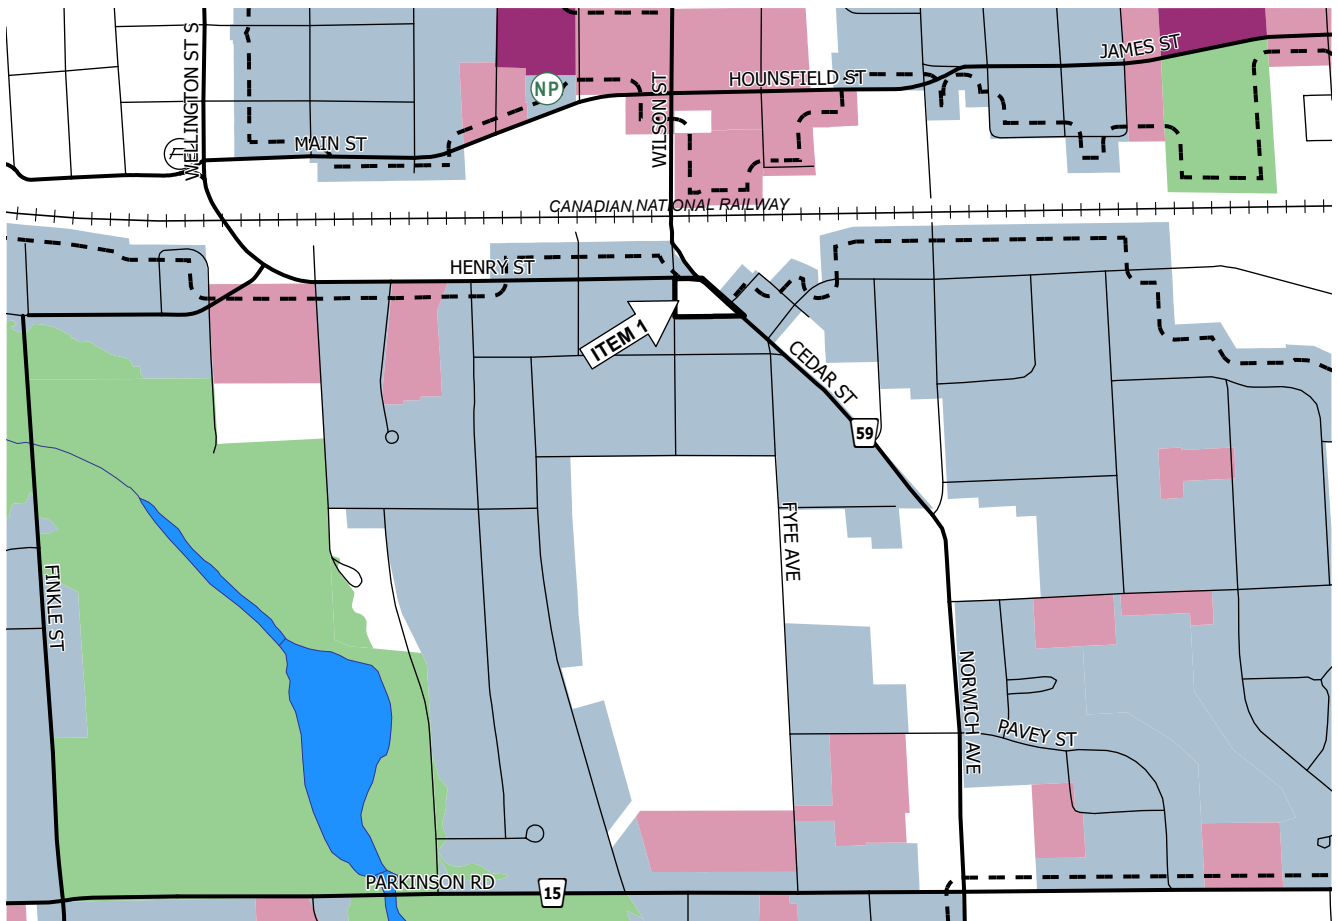 WELLINGTON ST S
JAMES ST
HOUNSFIELD ST
NP
WILSON ST
MAIN ST
CANADIAN NATIONAL RAILWAY
HENRY ST
ITEM 1
CEDAR ST
59
FYFE AVE
FINKLE ST
NORWICH AVE
PAVEY ST
PARKINSON RD
15